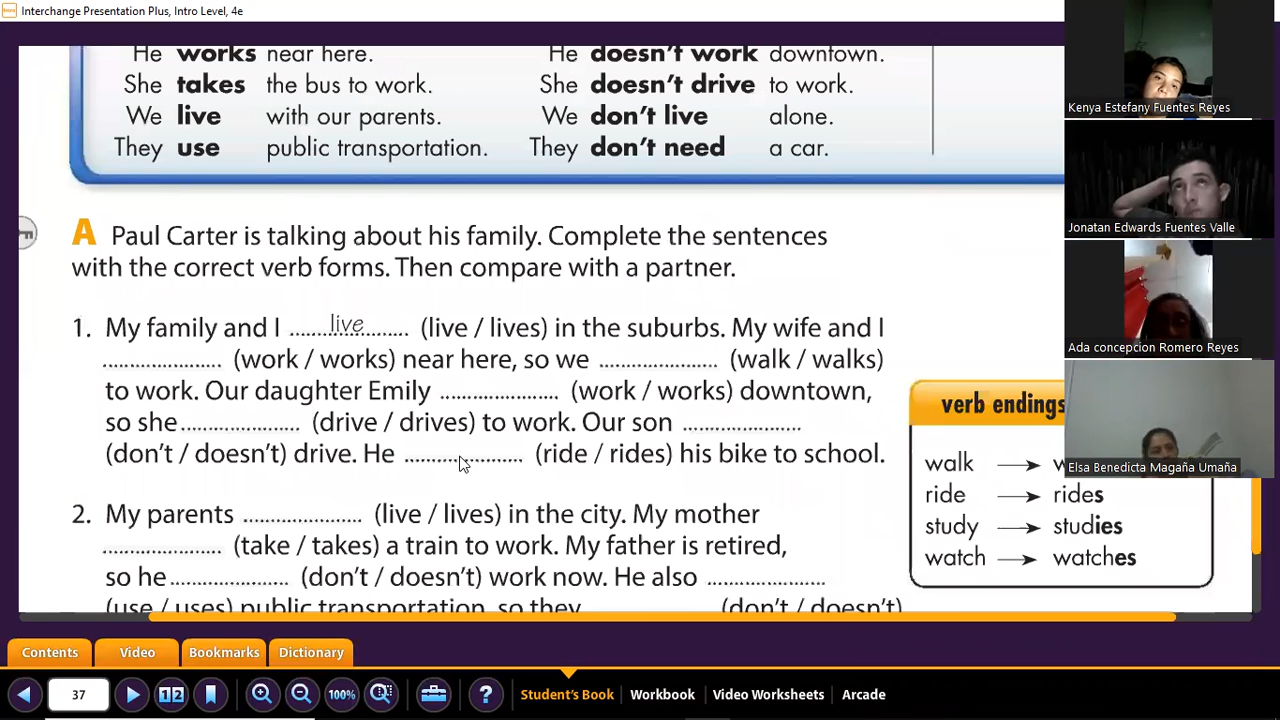 Interchange Presentation Plus, Intro Level, 4e
He works near here. He doesn't work downtown.
She takes the bus to work. She doesn't drive to work.
We live with our parents. We don't live alone.
They use public transportation. They don't need a car.
A Paul Carter is talking about his family. Complete the sentences
with the correct verb forms. Then compare with a partner.
1. My family and I ......live...... (live / lives) in the suburbs. My wife and I
...................... (work / works) near here, so we ...................... (walk / walks)
to work. Our daughter Emily ...................... (work / works) downtown,
so she...................... (drive / drives) to work. Our son ......................
(don't / doesn't) drive. He ...................... (ride / rides) his bike to school.
2. My parents ...................... (live / lives) in the city. My mother
...................... (take / takes) a train to work. My father is retired,
so he...................... (don't / doesn't) work now. He also ......................
(use / uses) public transportation, so they (don't / doesn't)
verb endings
walk →
ride → rides
study → studies
watch → watches
Kenya Estefany Fuentes Reyes
Jonatan Edwards Fuentes Valle
Ada concepcion Romero Reyes
Elsa Benedicta Magaña Umaña
Contents Video Bookmarks Dictionary
37 12 100% ? Student's Book Workbook Video Worksheets Arcade